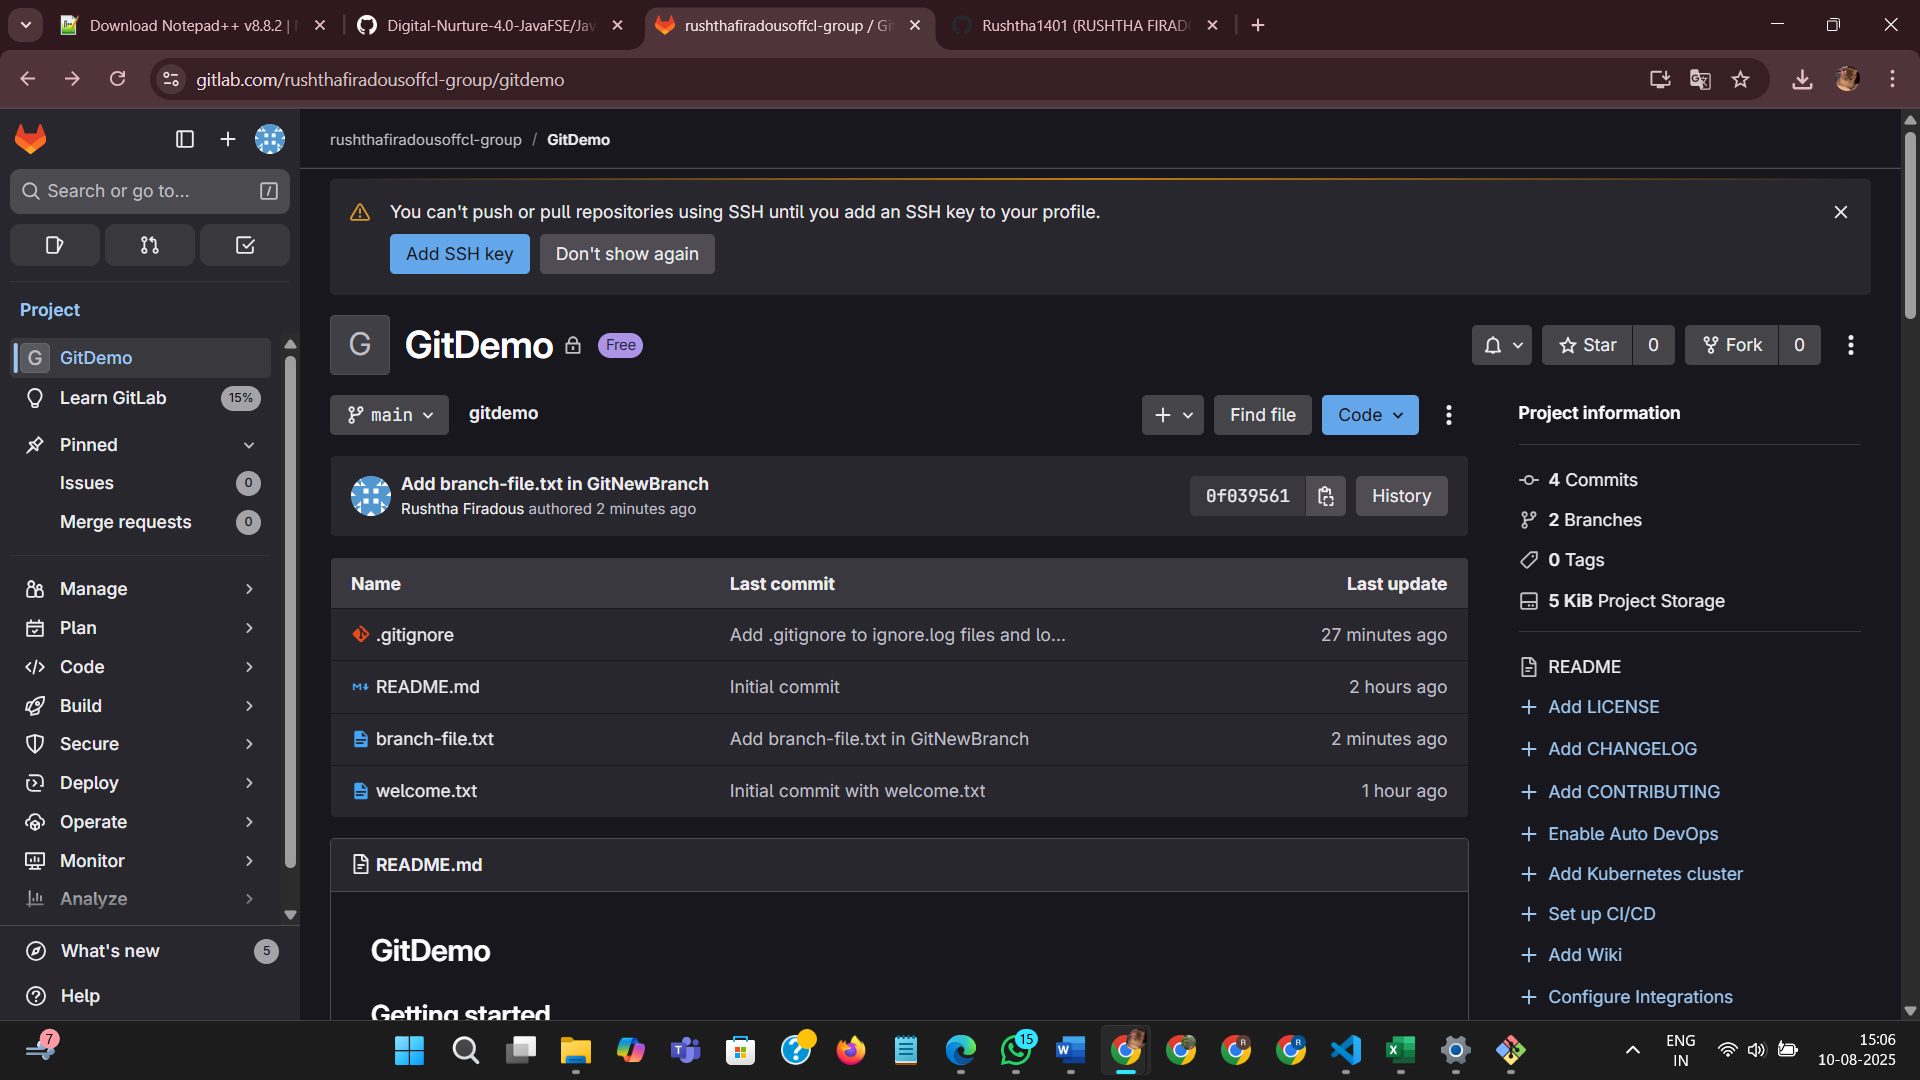 Download Notepad++ v8.8.2 |
Digital-Nurture-4.0-JavaFSE/Jav
rushthafiradousoffcl-group / Gi
Rushtha1401 (RUSHTHA FIRAD
gitlab.com/rushthafiradousoffcl-group/gitdemo
rushthafiradousoffcl-group / GitDemo
Search or go to... /
You can't push or pull repositories using SSH until you add an SSH key to your profile.
Add SSH key Don't show again
Project
G GitDemo
Learn GitLab 15%
Pinned
Issues 0
Merge requests 0
Manage
Plan
Code
Build
Secure
Deploy
Operate
Monitor
Analyze
What's new 5
Help
G GitDemo Free
Star 0 Fork 0
main gitdemo Find file Code
Add branch-file.txt in GitNewBranch
Rushtha Firadous authored 2 minutes ago
0f039561 History
Name Last commit Last update
.gitignore Add .gitignore to ignore.log files and lo... 27 minutes ago
README.md Initial commit 2 hours ago
branch-file.txt Add branch-file.txt in GitNewBranch 2 minutes ago
welcome.txt Initial commit with welcome.txt 1 hour ago
README.md
GitDemo
Getting started
Project information
4 Commits
2 Branches
0 Tags
5 KiB Project Storage
README
Add LICENSE
Add CHANGELOG
Add CONTRIBUTING
Enable Auto DevOps
Add Kubernetes cluster
Set up CI/CD
Add Wiki
Configure Integrations
7
15
ENG
IN
15:06
10-08-2025